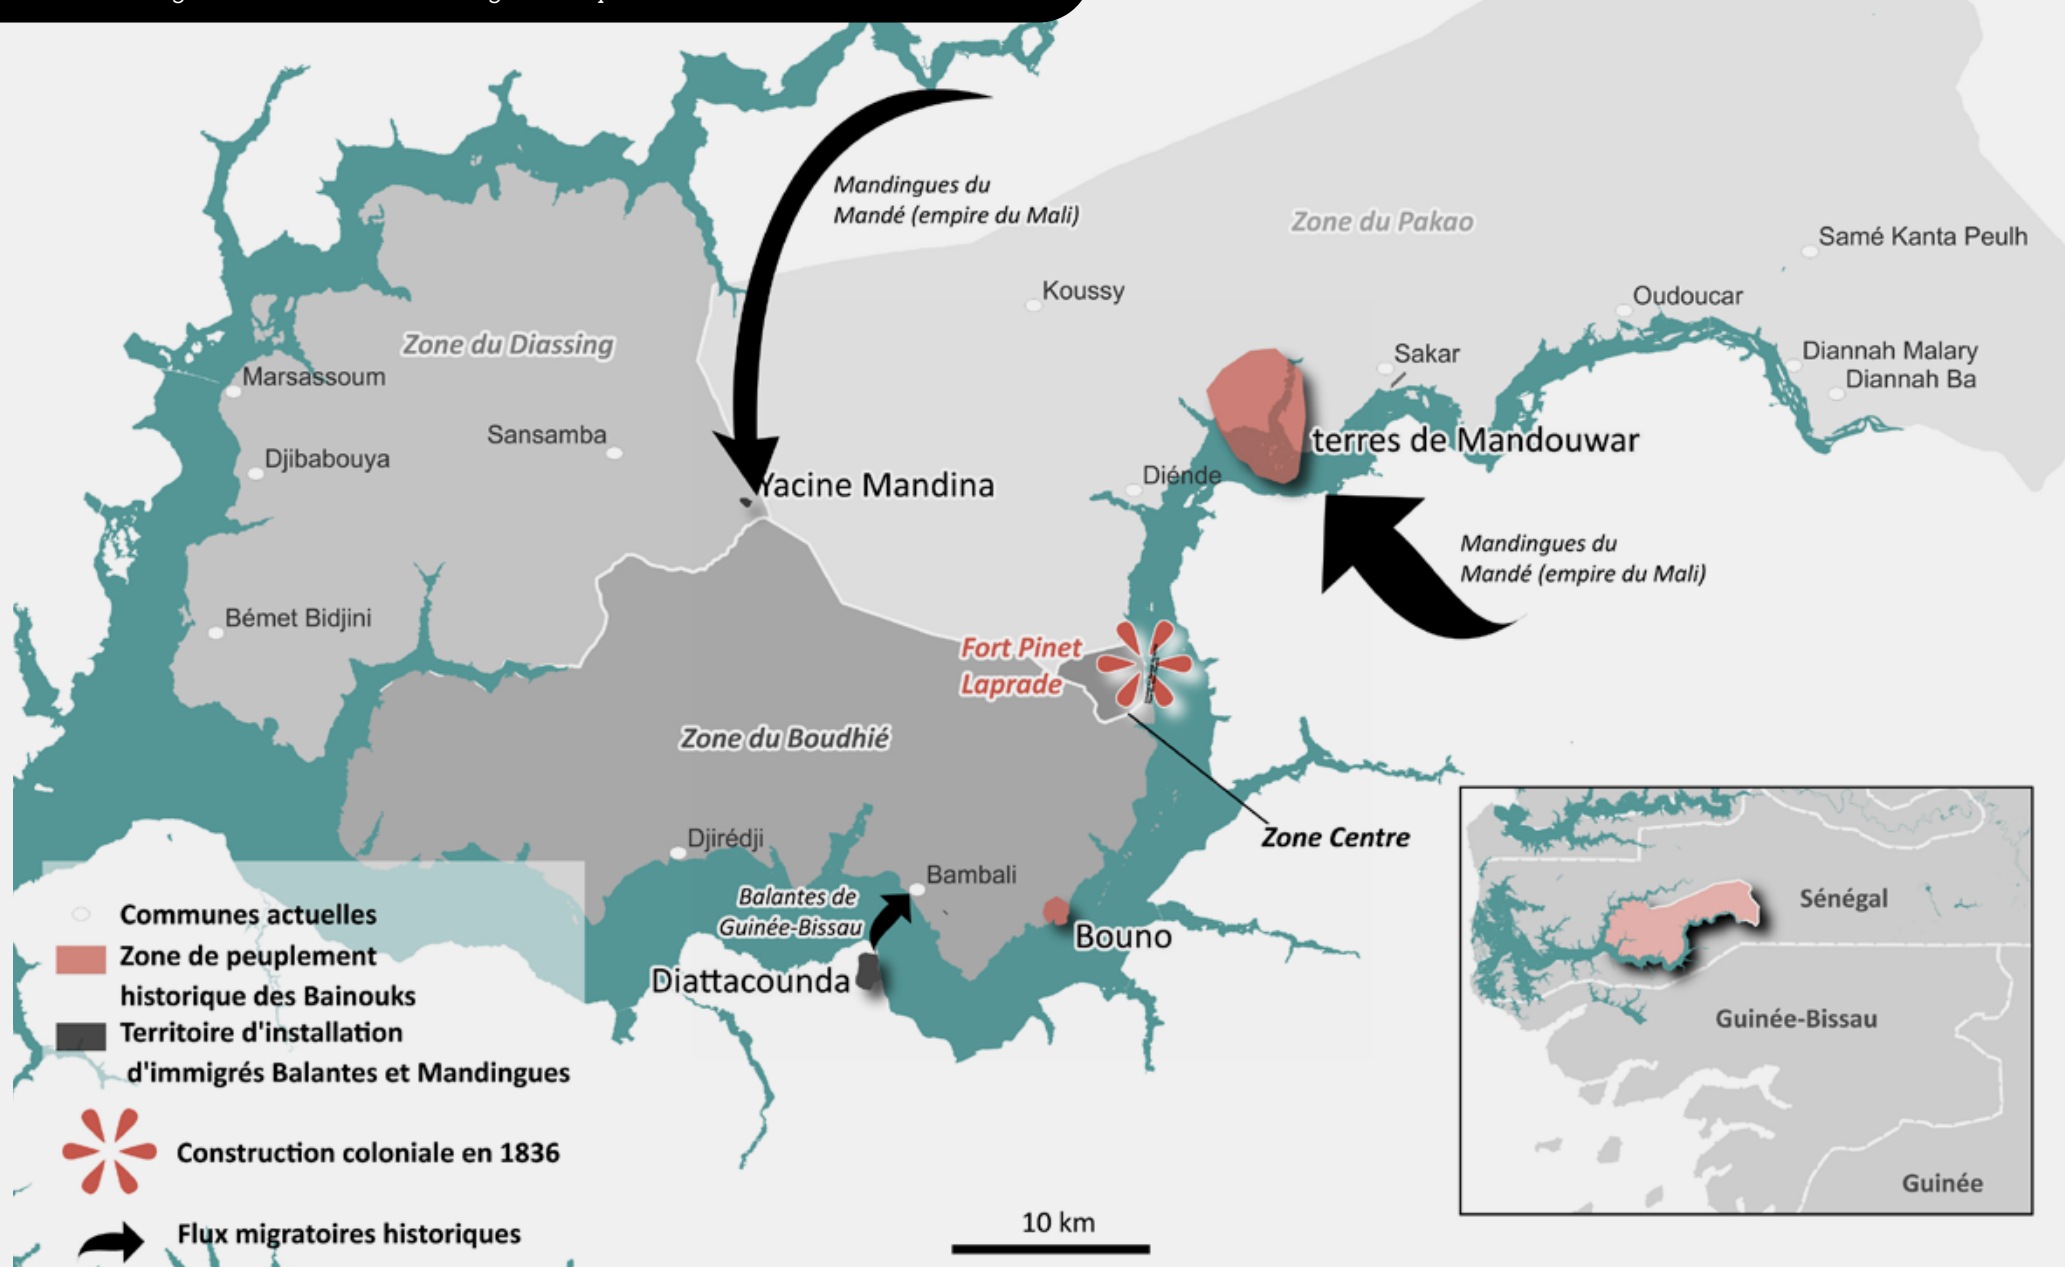 Mandingues du
Mandé (empire du Mali)
Zone du Pakao
Samé Kanta Peulh
Koussy
Oudoucar
Zone du Diassing
Sakar
Diannah Malary
Diannah Ba
Marsassoum
Sansamba
terres de Mandouwar
Djibabouya
Diénde
Yacine Mandina
Mandingues du
Mandé (empire du Mali)
Bémet Bidjini
Fort Pinet
Laprade
Zone du Boudhié
Zone Centre
Djirédji
Bambali
Balantes de
Guinée-Bissau
Bouno
Diattacounda
Communes actuelles
Zone de peuplement
historique des Bainouks
Territoire d'installation
d'immigrés Balantes et Mandingues
Construction coloniale en 1836
Flux migratoires historiques
10 km
Sénégal
Guinée-Bissau
Guinée